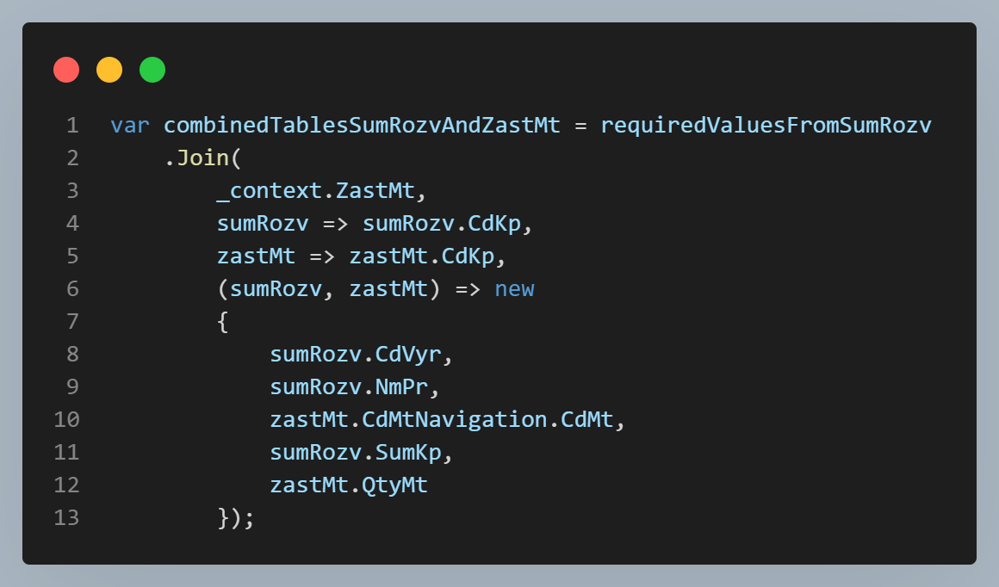 1 var combinedTablesSumRozvAndZastMt = requiredValuesFromSumRozv
2     .Join(
3         _context.ZastMt,
4         sumRozv => sumRozv.CdKp,
5         zastMt => zastMt.CdKp,
6         (sumRozv, zastMt) => new
7         {
8             sumRozv.CdVyr,
9             sumRozv.NmPr,
10             zastMt.CdMtNavigation.CdMt,
11             sumRozv.SumKp,
12             zastMt.QtyMt
13         });